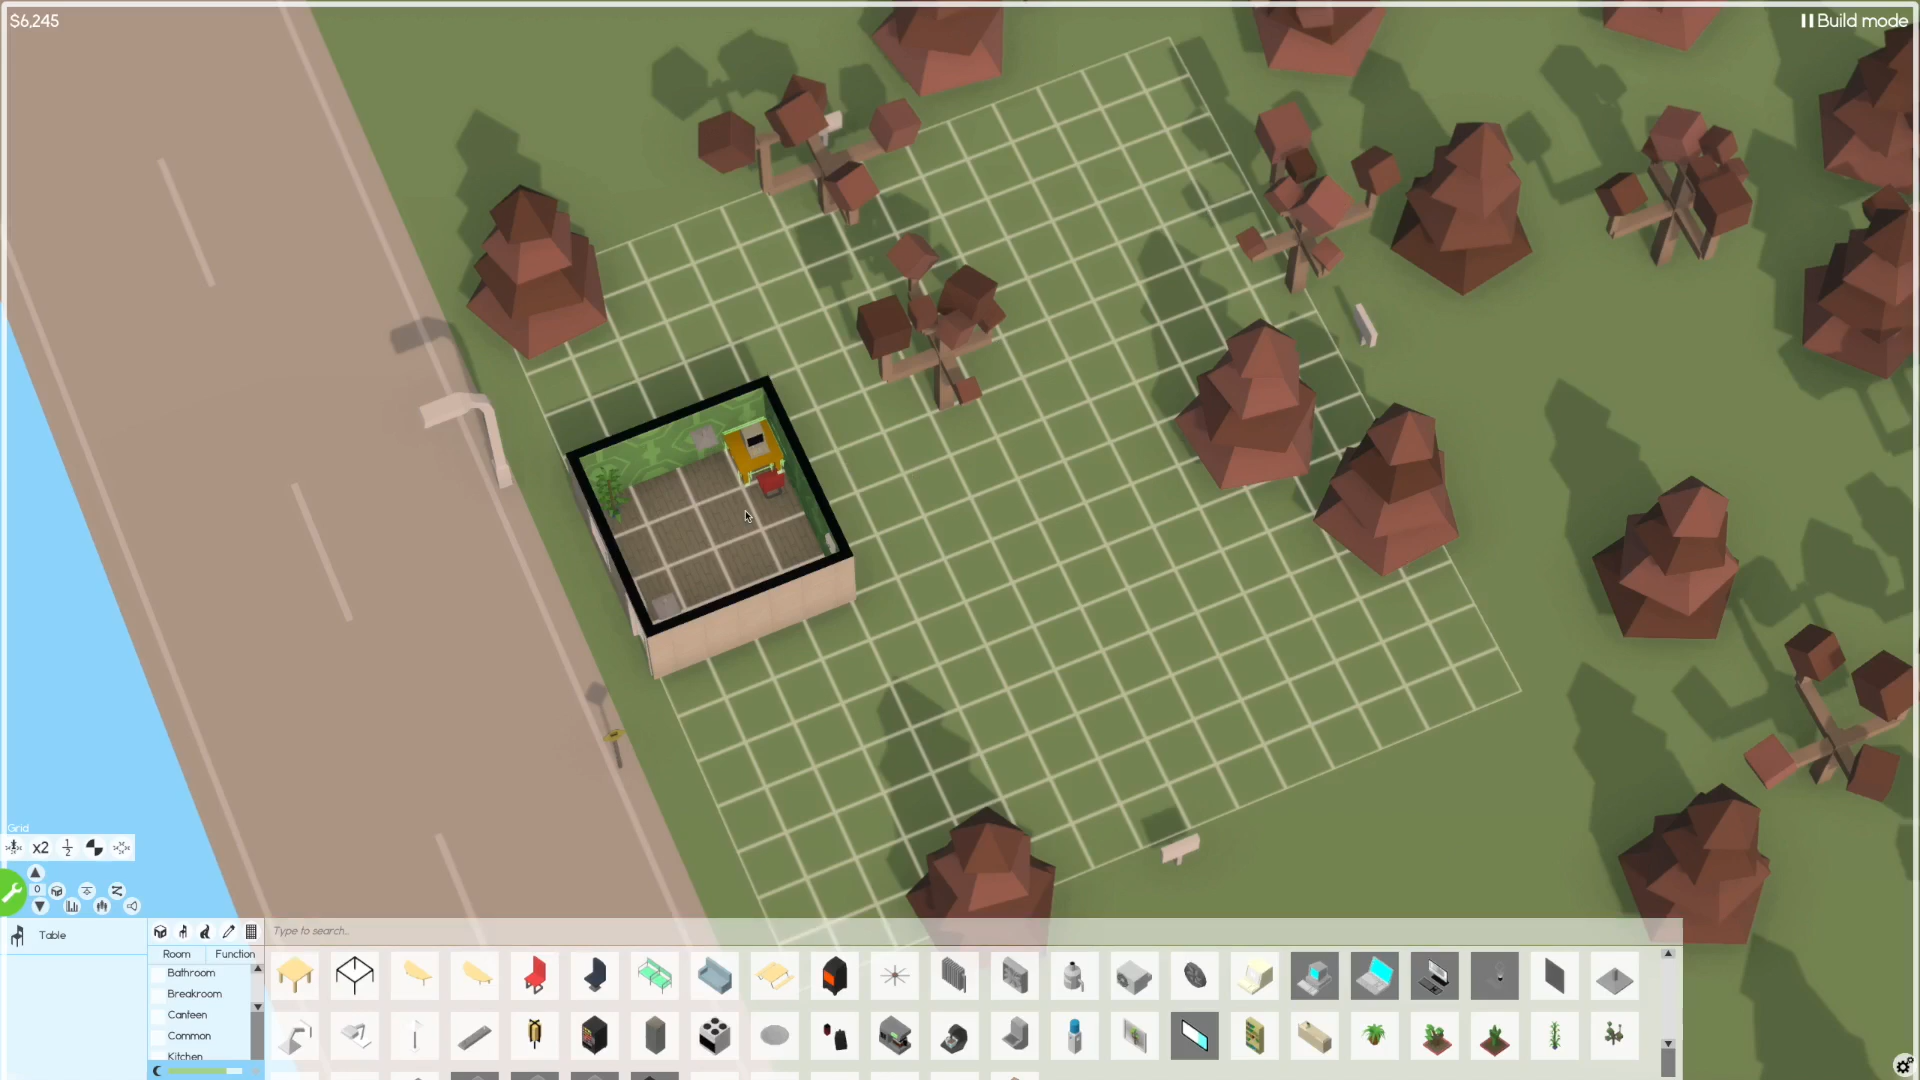 $6,245
Build mode
Grid
x2
1/2
0
Table
Type to search...
Room Function
Bathroom
Breakroom
Canteen
Common
Kitchen